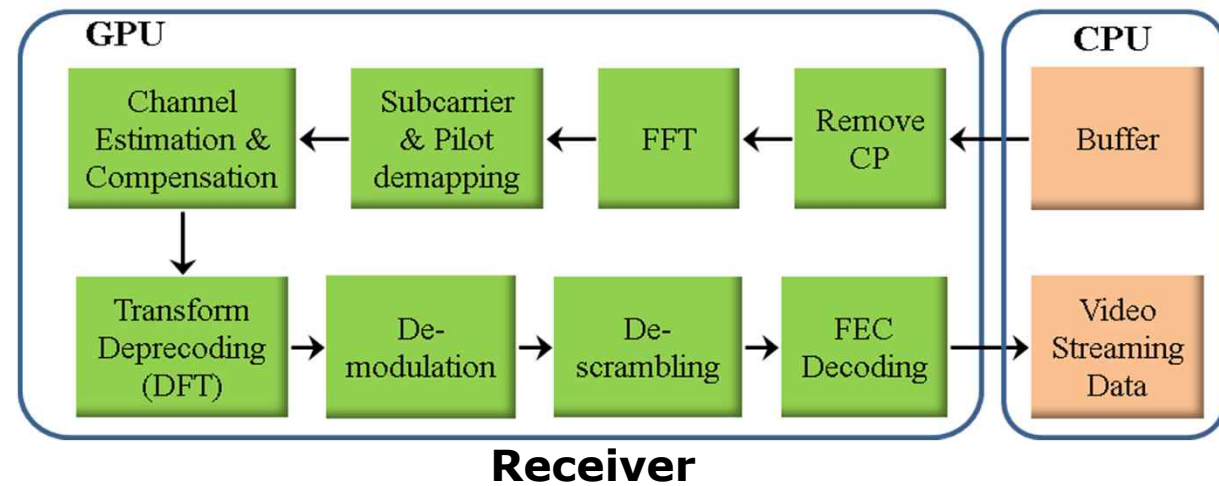 GPU
CPU
Channel
Estimation &
Compensation
Subcarrier
& Pilot
demapping
FFT
Remove
CP
Buffer
Transform
Deprecoding
(DFT)
De-
modulation
De-
scrambling
FEC
Decoding
Video
Streaming
Data
Receiver